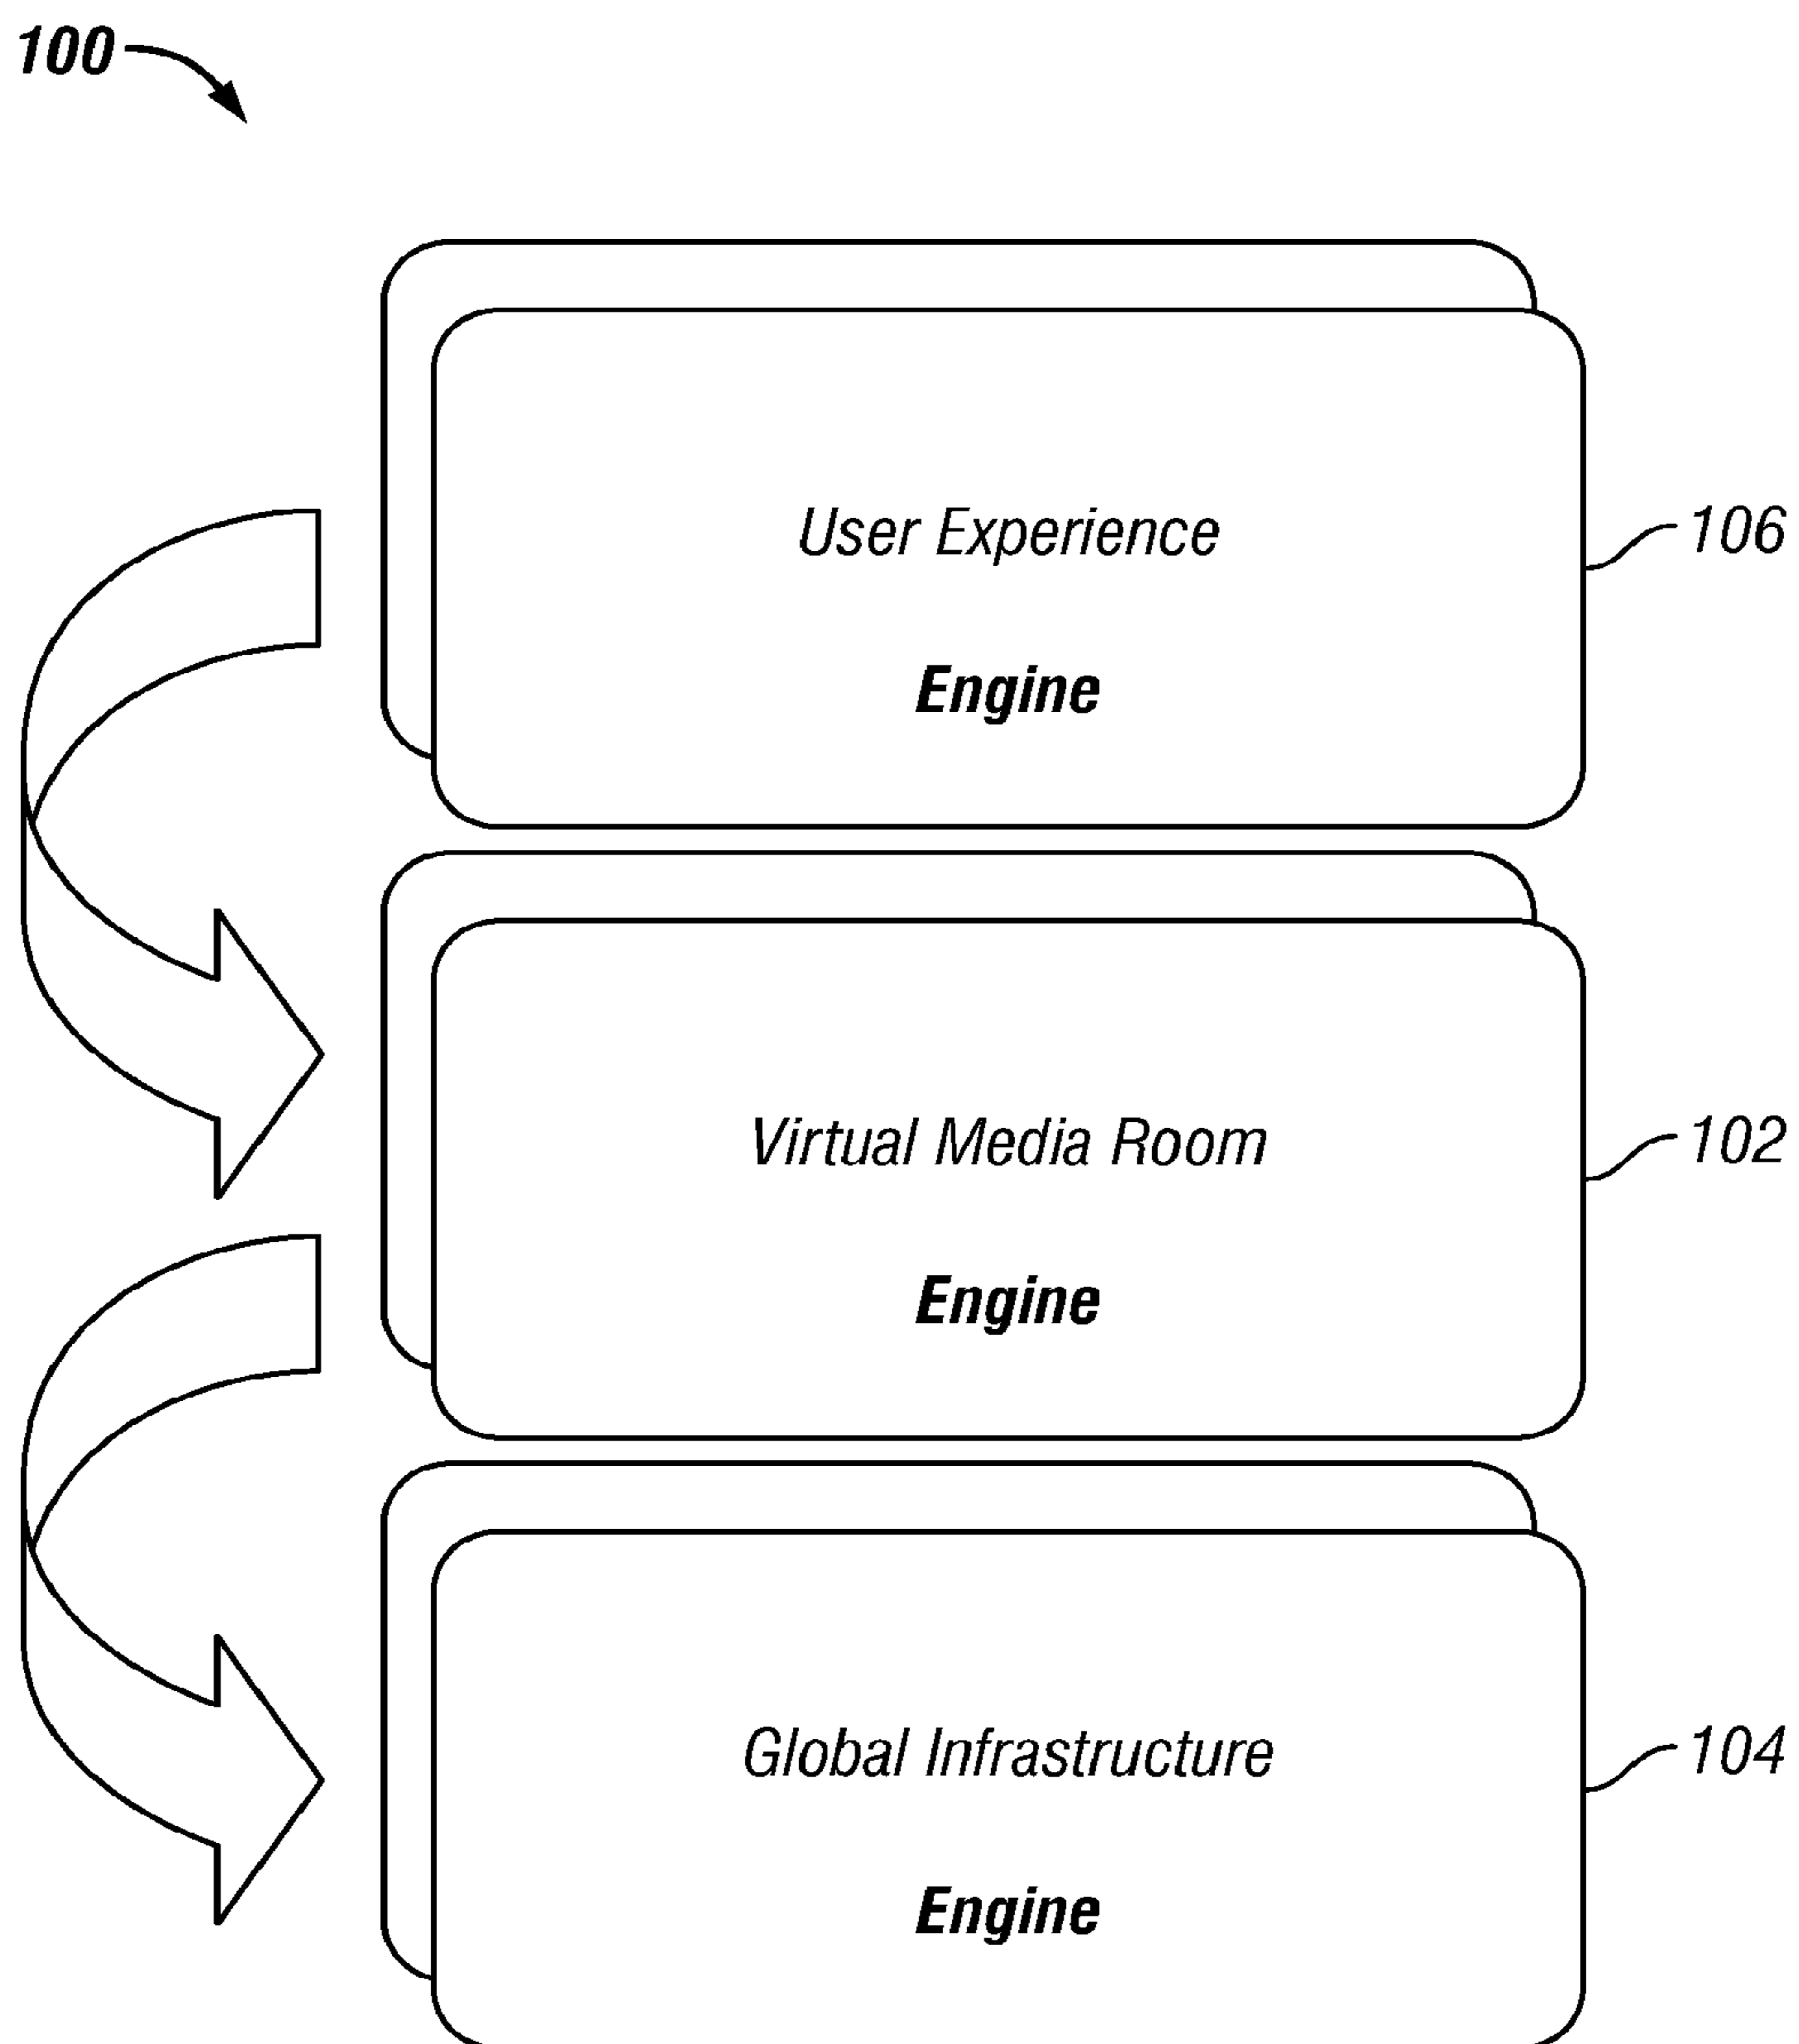 100
User Experience
106
Engine
Virtual Media Room
102
Engine
Global Infrastructure
104
Engine